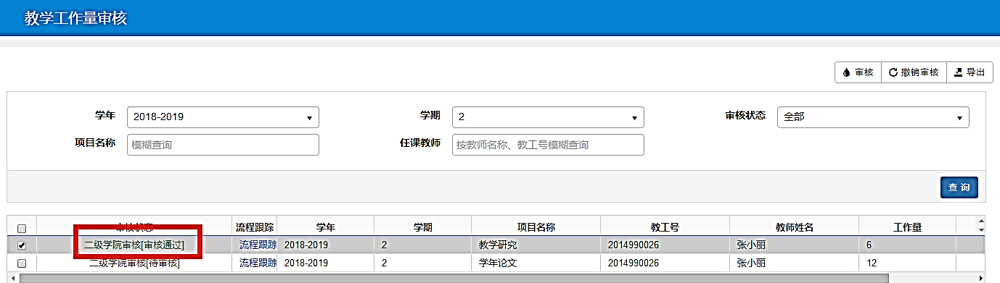 教学工作量审核
审核 撤销审核 导出
学年 2018-2019 学期 2 审核状态 全部
项目名称 模糊查询 任课教师 按教师名称、教工号模糊查询
查 询
审核状态 流程跟踪 学年 学期 项目名称 教工号 教师姓名 工作量
二级学院审核[审核通过] 流程跟踪 2018-2019 2 教学研究 2014990026 张小丽 6
二级学院审核[待审核] 流程跟踪 2018-2019 2 学年论文 2014990026 张小丽 12